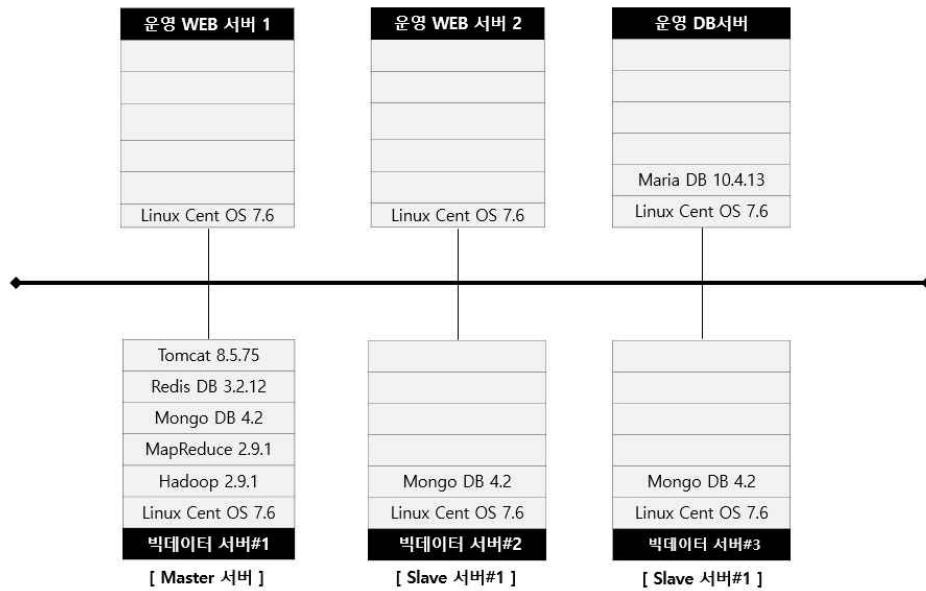 운영 WEB 서버 1
Linux Cent OS 7.6
운영 WEB 서버 2
Linux Cent OS 7.6
운영 DB서버
Maria DB 10.4.13
Linux Cent OS 7.6
Tomcat 8.5.75
Redis DB 3.2.12
Mongo DB 4.2
MapReduce 2.9.1
Hadoop 2.9.1
Linux Cent OS 7.6
빅데이터 서버#1
[ Master 서버 ]
Mongo DB 4.2
Linux Cent OS 7.6
빅데이터 서버#2
[ Slave 서버#1 ]
Mongo DB 4.2
Linux Cent OS 7.6
빅데이터 서버#3
[ Slave 서버#1 ]